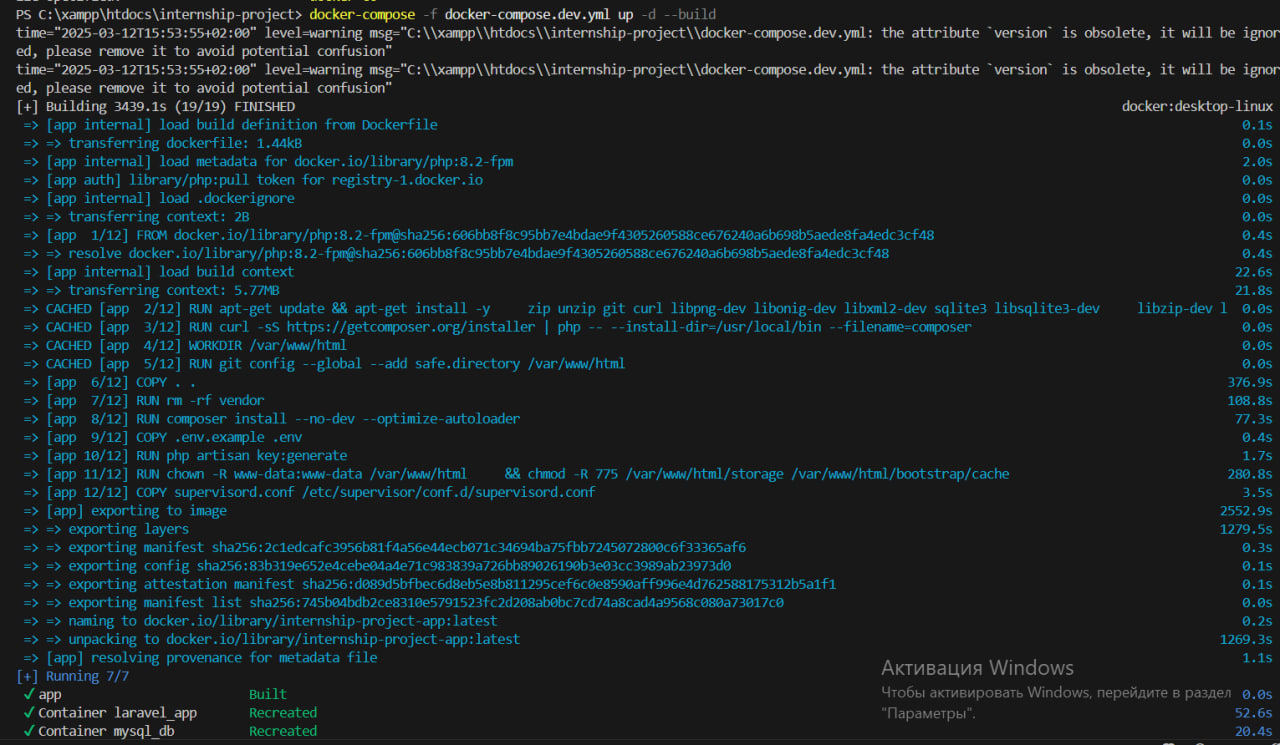 PS C:\xampp\htdocs\internship-project> docker-compose -f docker-compose.dev.yml up -d --build
time="2025-03-12T15:53:55+02:00" level=warning msg="C:\\xampp\\htdocs\\internship-project\\docker-compose.dev.yml: the attribute `version` is obsolete, it will be ignor
ed, please remove it to avoid potential confusion"
time="2025-03-12T15:53:55+02:00" level=warning msg="C:\\xampp\\htdocs\\internship-project\\docker-compose.dev.yml: the attribute `version` is obsolete, it will be ignor
ed, please remove it to avoid potential confusion"
[+] Building 3439.1s (19/19) FINISHED docker:desktop-linux
=> [app internal] load build definition from Dockerfile 0.1s
=> => transferring dockerfile: 1.44kB 0.0s
=> [app internal] load metadata for docker.io/library/php:8.2-fpm 2.0s
=> [app auth] library/php:pull token for registry-1.docker.io 0.0s
=> [app internal] load .dockerignore 0.0s
=> => transferring context: 2B 0.0s
=> [app 1/12] FROM docker.io/library/php:8.2-fpm@sha256:606bb8f8c95bb7e4bdae9f4305260588ce676240a6b698b5aede8fa4edc3cf48 0.4s
=> => resolve docker.io/library/php:8.2-fpm@sha256:606bb8f8c95bb7e4bdae9f4305260588ce676240a6b698b5aede8fa4edc3cf48 0.4s
=> [app internal] load build context 22.6s
=> => transferring context: 5.77MB 21.8s
=> CACHED [app 2/12] RUN apt-get update && apt-get install -y zip unzip git curl libpng-dev libonig-dev libxml2-dev sqlite3 libsqlite3-dev libzip-dev l 0.0s
=> CACHED [app 3/12] RUN curl -sS https://getcomposer.org/installer | php -- --install-dir=/usr/local/bin --filename=composer 0.0s
=> CACHED [app 4/12] WORKDIR /var/www/html 0.0s
=> CACHED [app 5/12] RUN git config --global --add safe.directory /var/www/html 0.0s
=> [app 6/12] COPY . . 376.9s
=> [app 7/12] RUN rm -rf vendor 108.8s
=> [app 8/12] RUN composer install --no-dev --optimize-autoloader 77.3s
=> [app 9/12] COPY .env.example .env 0.4s
=> [app 10/12] RUN php artisan key:generate 1.7s
=> [app 11/12] RUN chown -R www-data:www-data /var/www/html && chmod -R 775 /var/www/html/storage /var/www/html/bootstrap/cache 280.8s
=> [app 12/12] COPY supervisord.conf /etc/supervisor/conf.d/supervisord.conf 3.5s
=> [app] exporting to image 2552.9s
=> => exporting layers 1279.5s
=> => exporting manifest sha256:2c1edcafc3956b81f4a56e44ecb071c34694ba75fbb7245072800c6f33365af6 0.3s
=> => exporting config sha256:83b319e652e4cebe04a4e71c983839a726bb89026190b3e03cc3989ab23973d0 0.1s
=> => exporting attestation manifest sha256:d089d5bfbec6d8eb5e8b811295cef6c0e8590aff996e4d762588175312b5a1f1 0.1s
=> => exporting manifest list sha256:745b04bdb2ce8310e5791523fc2d208ab0bc7cd74a8cad4a9568c080a73017c0 0.0s
=> => naming to docker.io/library/internship-project-app:latest 0.2s
=> => unpacking to docker.io/library/internship-project-app:latest 1269.3s
=> [app] resolving provenance for metadata file 1.1s
[+] Running 7/7
✓ app Built 0.0s
✓ Container laravel_app Recreated 52.6s
✓ Container mysql_db Recreated 20.4s
Активация Windows
Чтобы активировать Windows, перейдите в раздел
"Параметры".